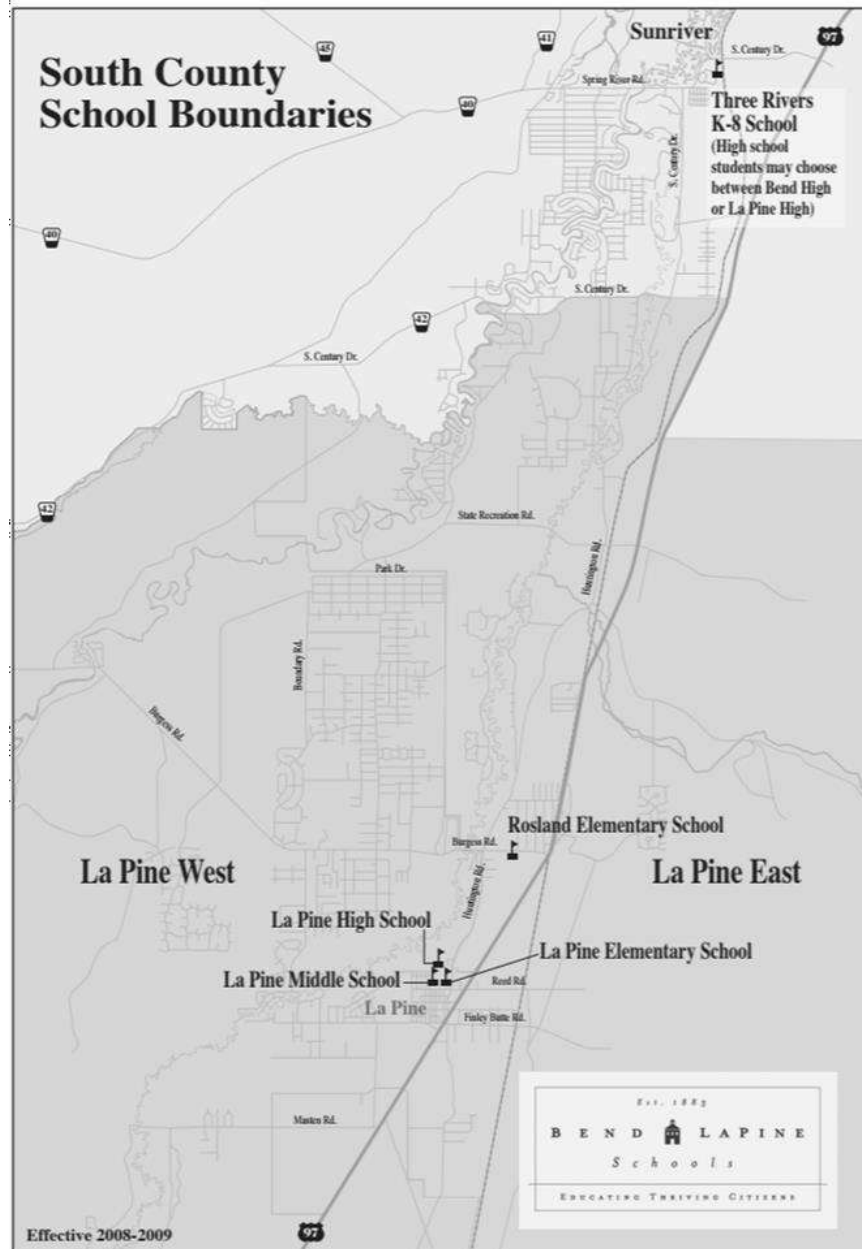 South County
School Boundaries
45
41
Sunriver
97
S. Century Dr.
40
Spring River Rd.
Three Rivers
K-8 School
(High school
students may choose
between Bend High
or La Pine High)
S. Century Dr.
40
S. Century Dr.
42
S. Century Dr.
42
State Recreation Rd.
Huntington Rd.
Park Dr.
Boundary Rd.
Burgess Rd.
Rosland Elementary School
Burgess Rd.
La Pine West
La Pine East
Huntington Rd.
La Pine High School
La Pine Elementary School
La Pine Middle School
Reed Rd.
La Pine
Finley Butte Rd.
Masten Rd.
Est. 1883
BEND LAPINE
Schools
EDUCATING THRIVING CITIZENS
Effective 2008-2009
97